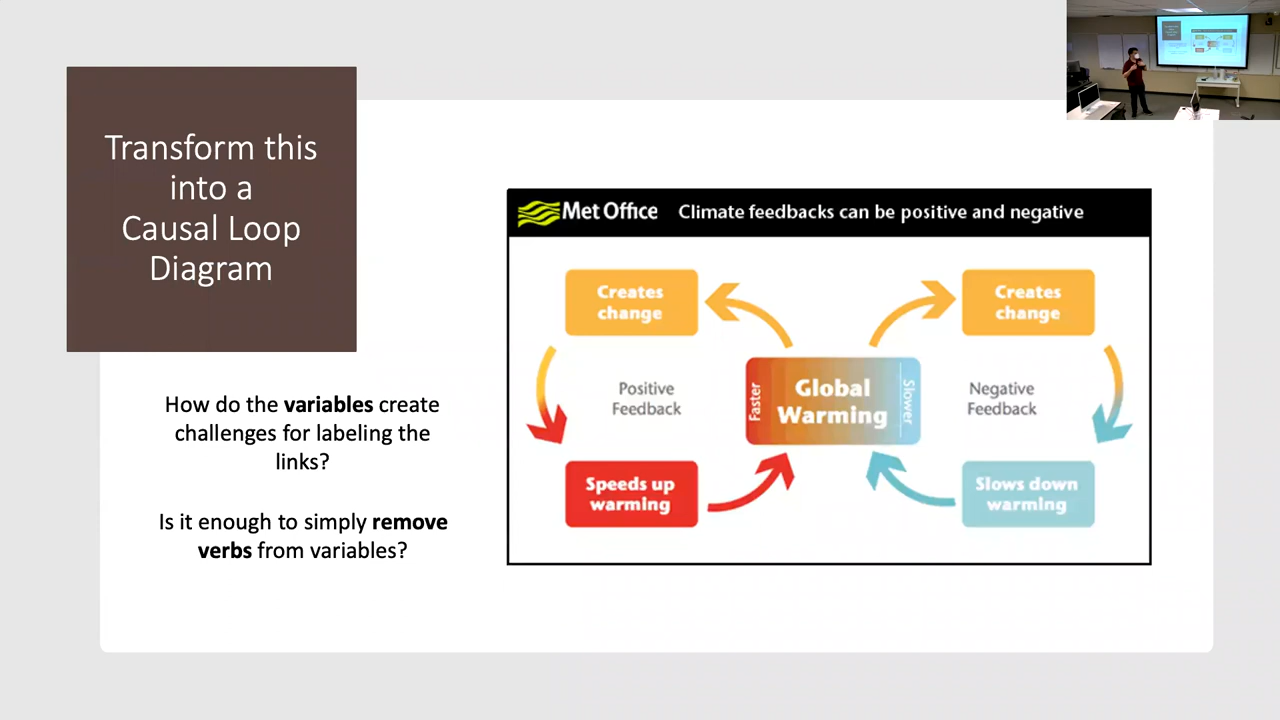 Transform this
into a
Causal Loop
Diagram
How do the variables create
challenges for labeling the
links?
Is it enough to simply remove
verbs from variables?
Met Office Climate feedbacks can be positive and negative
Creates
change
Positive
Feedback
Speeds up
warming
Faster
Global
Warming
Slower
Creates
change
Negative
Feedback
Slows down
warming